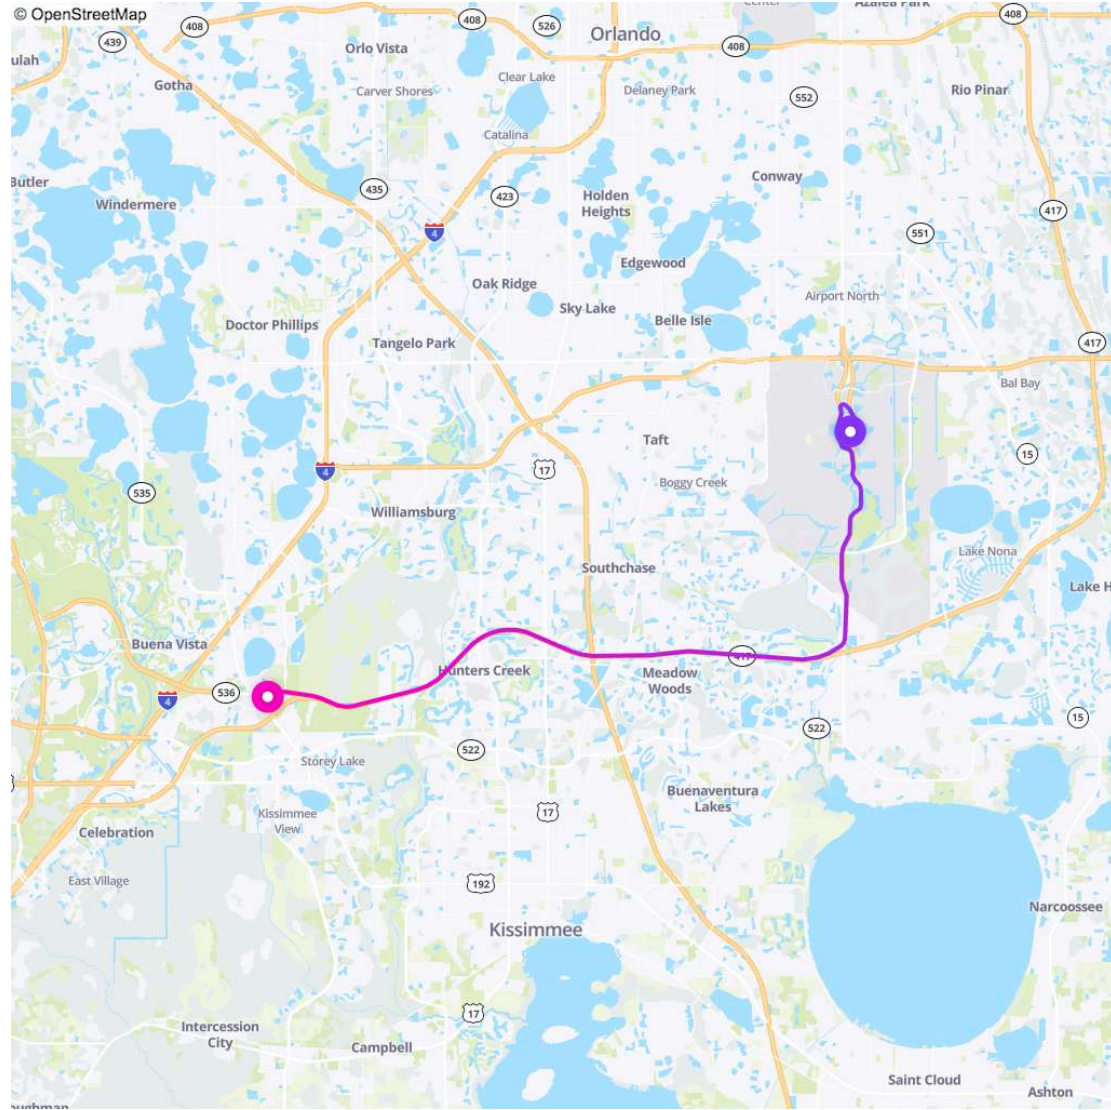 © OpenStreetMap
408
439
526
408
Center
Azalea Park
408
Orlo Vista
Orlando
408
ulah
Gotha
Clear Lake
Carver Shores
Delaney Park
552
Rio Pinar
Catalina
Butler
435
423
Conway
Windermere
Holden
Heights
417
4
551
Edgewood
Oak Ridge
Airport North
Sky Lake
Belle Isle
Doctor Phillips
Tangelo Park
417
Bal Bay
Taft
15
4
17
Boggy Creek
535
Williamsburg
Lake Nona
Southchase
Lake H
Buena Vista
417
Hunters Creek
Meadow
Woods
536
4
15
522
522
Storey Lake
Buenaventura
Lakes
Kissimmee
View
17
Celebration
East Village
192
Narcoossee
Kissimmee
17
Intercession
City
Campbell
Saint Cloud
Ashton
oughman